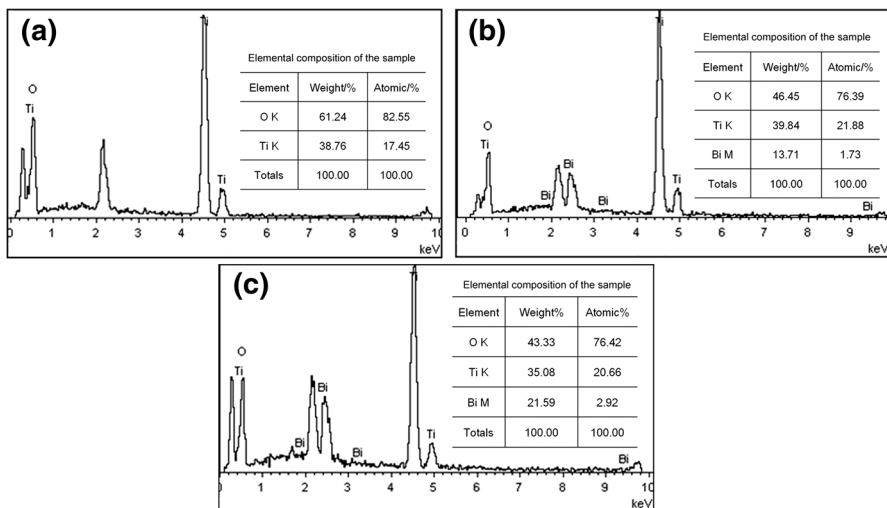 (a)
Ti
O
Ti
Ti
0 1 2 3 4 5 6 7 8 9 10
keV
Elemental composition of the sample
Element Weight/% Atomic/%
O K 61.24 82.55
Ti K 38.76 17.45
Totals 100.00 100.00
(b)
Ti
O
Ti
Bi
Bi
Bi
Ti
Bi
0 1 2 3 4 5 6 7 8 9 10
keV
Elemental composition of the sample
Element Weight/% Atomic/%
O K 46.45 76.39
Ti K 39.84 21.88
Bi M 13.71 1.73
Totals 100.00 100.00
(c)
Ti
O
Ti
Bi
Bi
Bi
Ti
Bi
0 1 2 3 4 5 6 7 8 9 10
keV
Elemental composition of the sample
Element Weight% Atomic%
O K 43.33 76.42
Ti K 35.08 20.66
Bi M 21.59 2.92
Totals 100.00 100.00